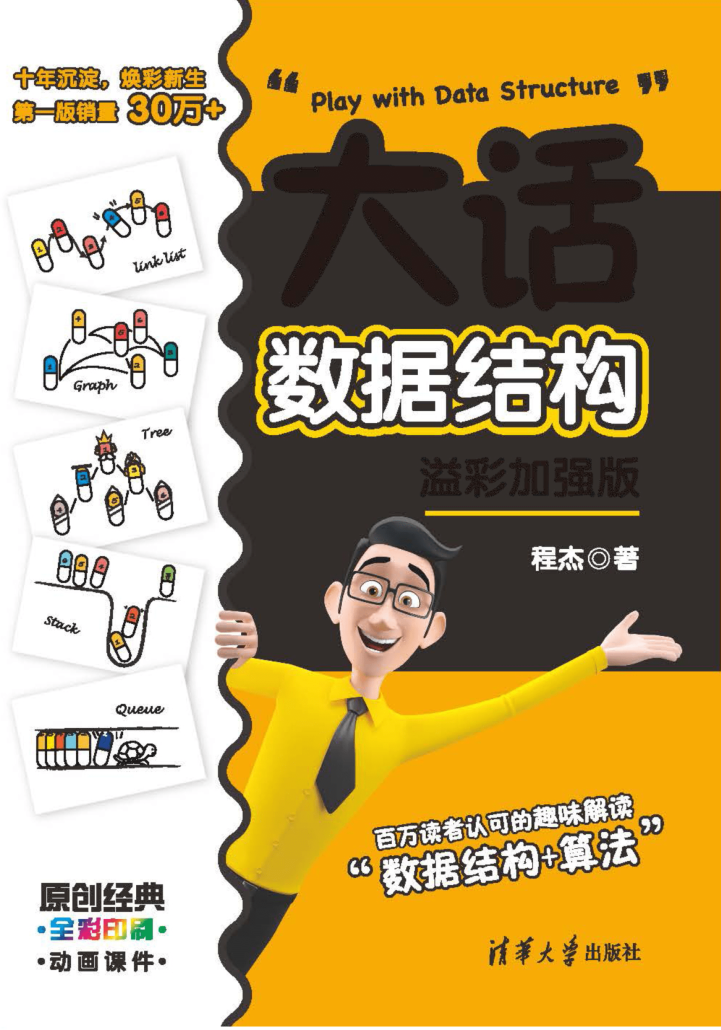 十年沉淀，焕彩新生
第一版销量 30万+
“Play with Data Structure”
大话
数据结构
溢彩加强版
程杰◎著
link list
Graph
Tree
Stack
Queue
百万读者认可的趣味解读
“数据结构+算法”
原创经典
·全彩印刷·
·动画课件·
清华大学出版社